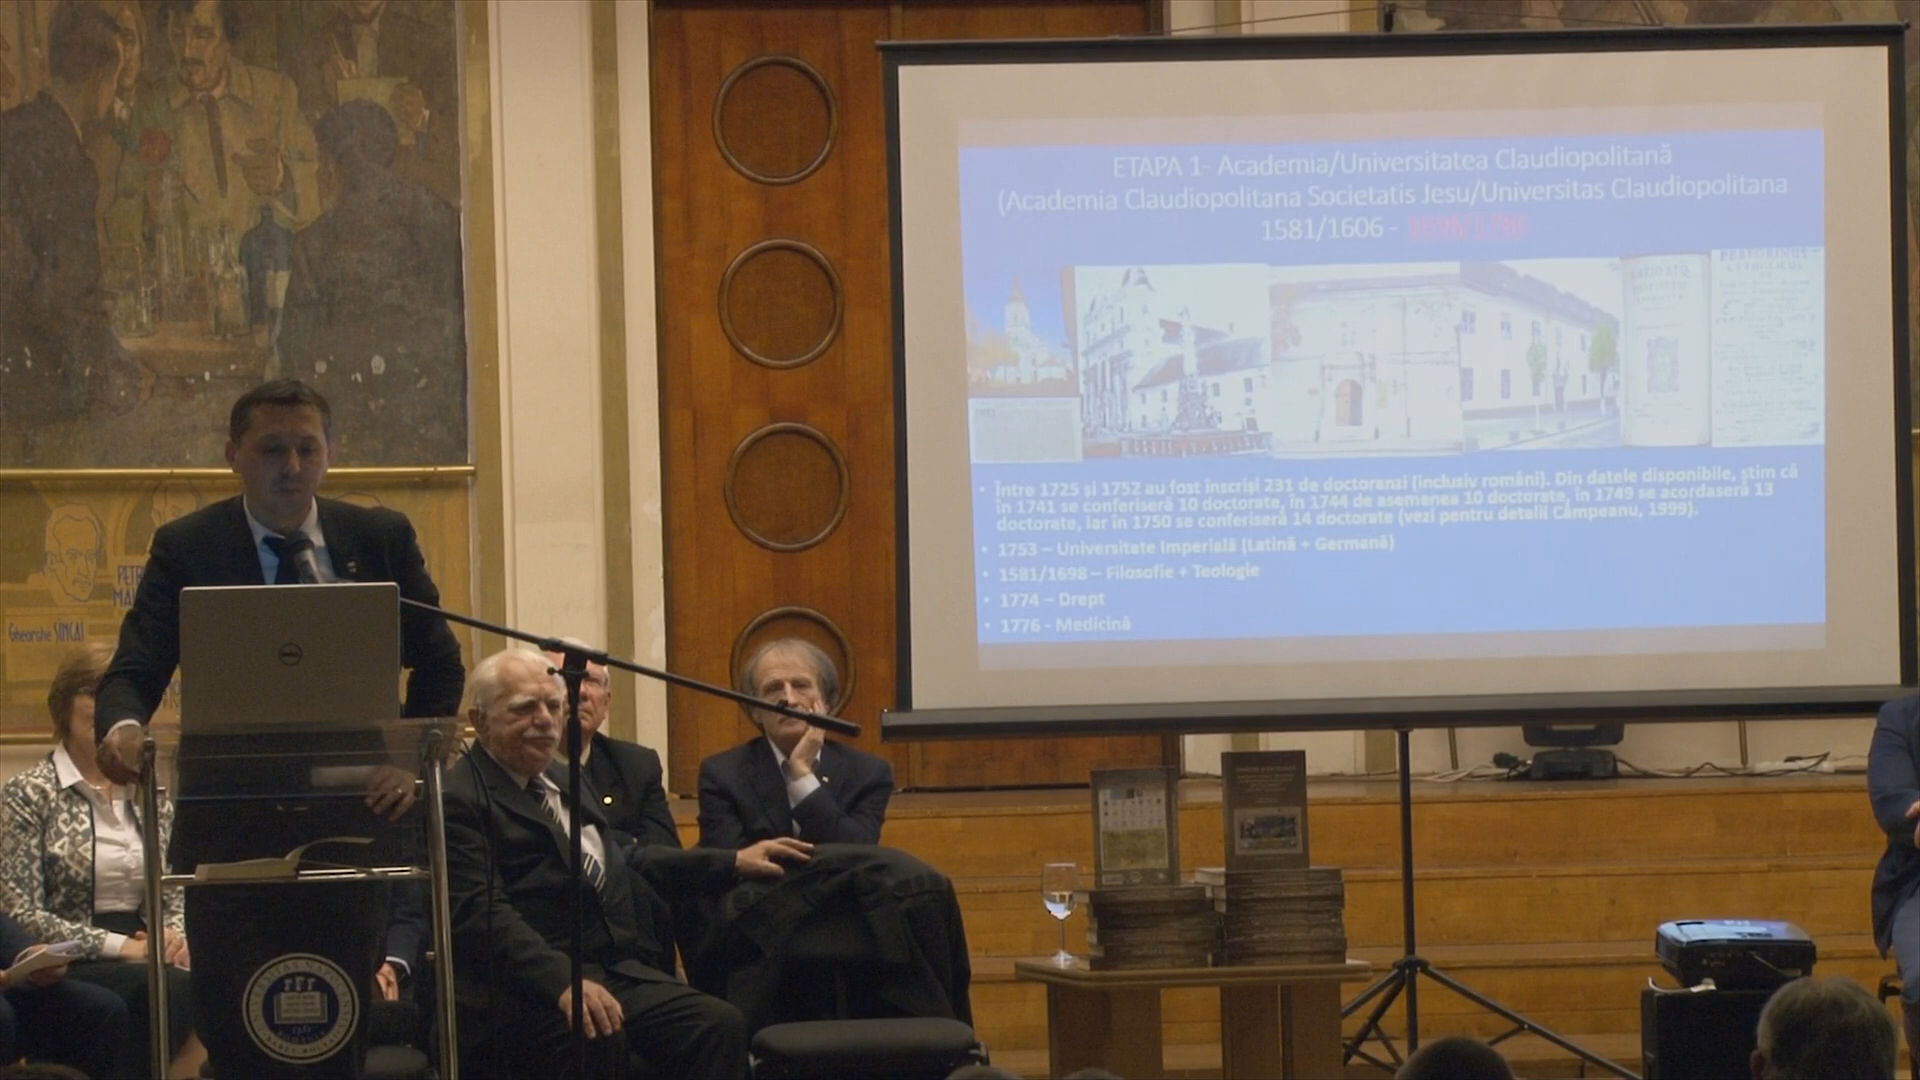 ETAPA 1- Academia/Universitatea Claudiopolitană
(Academia Claudiopolitana Societatis Jesu/Universitas Claudiopolitana
1581/1606 -
• Între 1725 și 1752 au fost înscriși 231 de doctoranzi (inclusiv români). Din datele disponibile, știm că
în 1741 se conferiseră 10 doctorate, în 1744 de asemenea 10 doctorate, în 1749 se acordaseră 13
doctorate, iar în 1750 se conferiseră 14 doctorate (vezi pentru detalii Câmpeanu, 1999).
• 1753 – Universitate Imperială (Latină + Germană)
• 1581/1698 – Filosofie + Teologie
• 1774 – Drept
• 1776 - Medicină
Gheorghe ȘINCAI
DELL